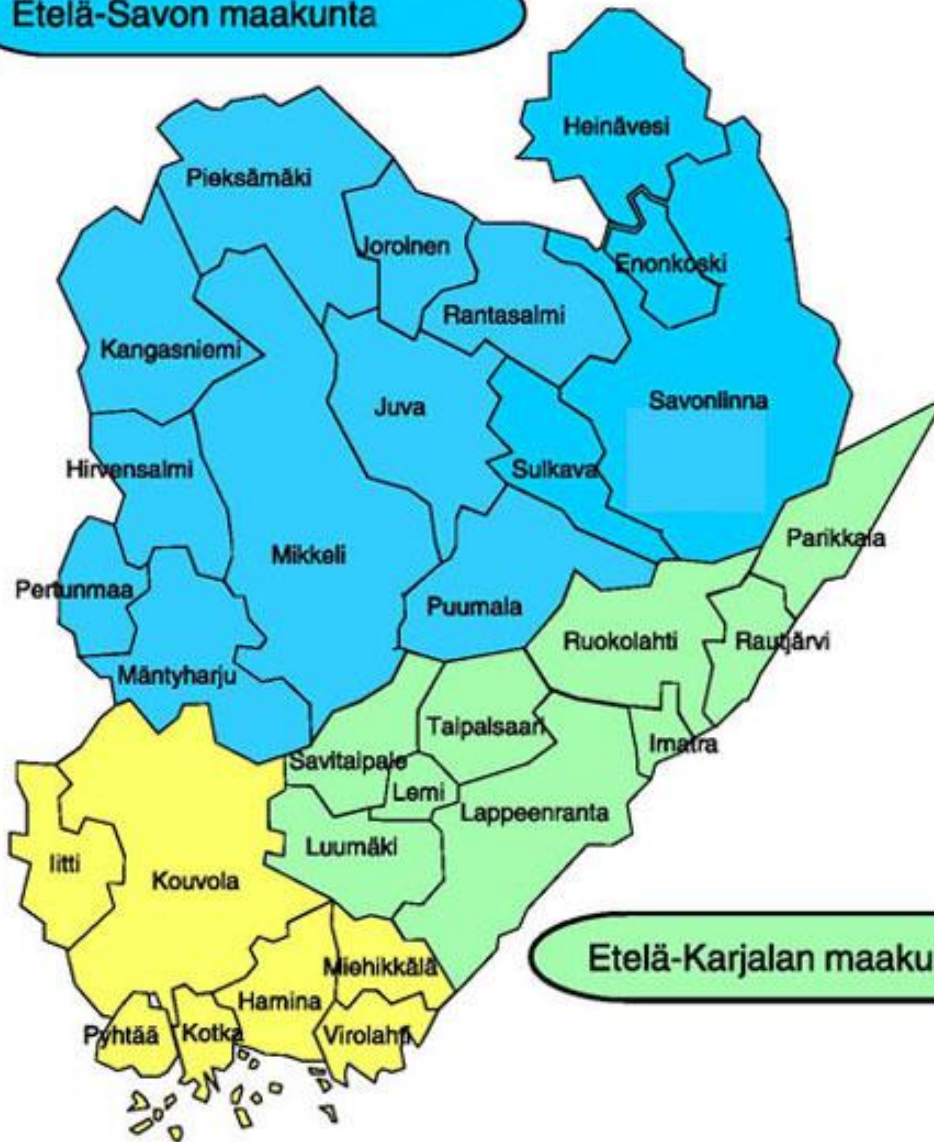 Etelä-Savon maakunta
Heinävesi
Pieksämäki
Joroinen
Enonkoski
Rantasalmi
Kangasniemi
Savonlinna
Juva
Hirvensalmi
Sulkava
Parikkala
Mikkeli
Pertunmaa
Puumala
Ruokolahti
Rautjärvi
Mäntyharju
Taipalsaari
Imatra
Savitaipale
Lemi
Lappeenranta
Luumäki
Iitti
Kouvola
Etelä-Karjalan maaku
Miehikkälä
Hamina
Pyhtää
Kotka
Virolahti